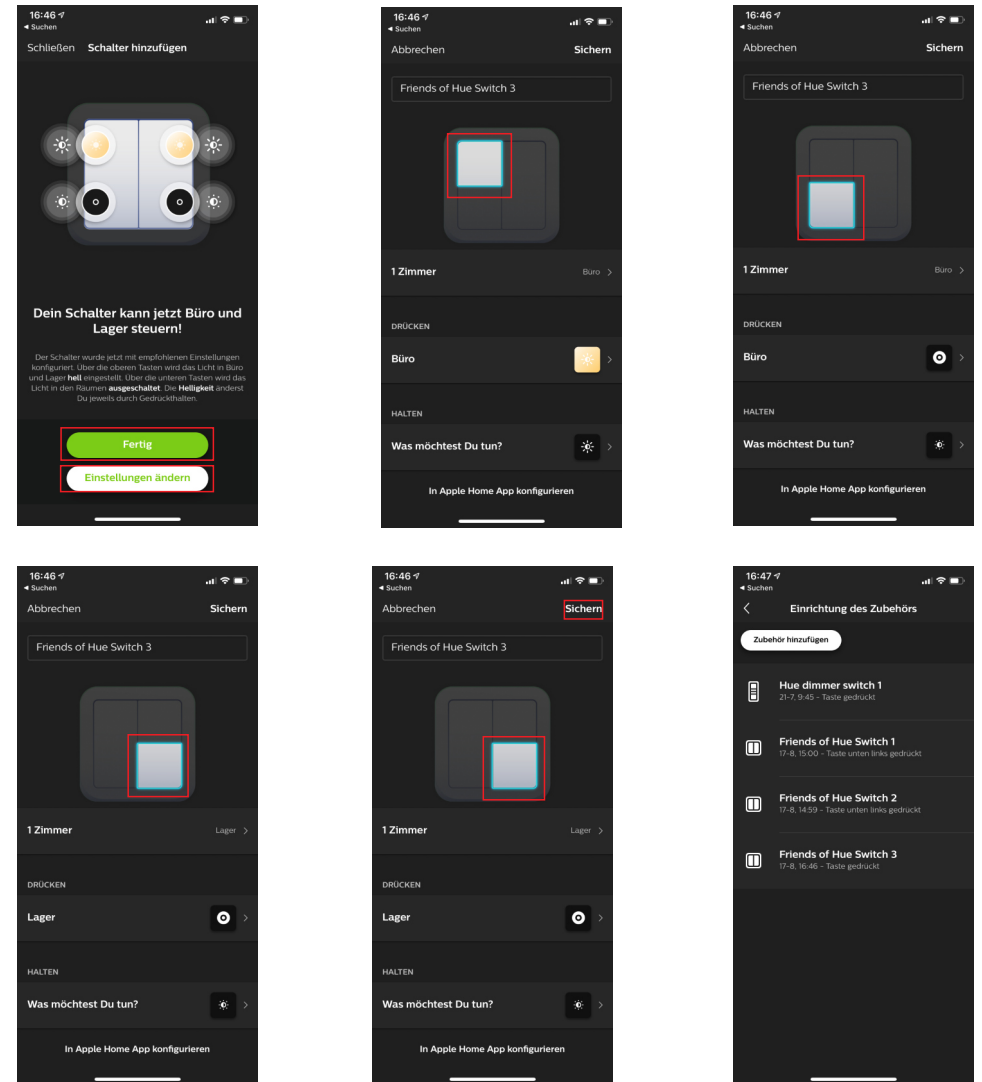 16:46
◄ Suchen
Schließen Schalter hinzufügen
Dein Schalter kann jetzt Büro und
Lager steuern!
Der Schalter wurde jetzt mit empfohlenen Einstellungen
konfiguriert. Über die oberen Tasten wird das Licht in Büro
und Lager hell eingestellt. Über die unteren Tasten wird das
Licht in den Räumen ausgeschaltet. Die Helligkeit änderst
Du jeweils durch Gedrückthalten.
Fertig
Einstellungen ändern
16:46
◄ Suchen
Abbrechen Sichern
Friends of Hue Switch 3
1 Zimmer Büro >
DRÜCKEN
Büro >
HALTEN
Was möchtest Du tun? >
In Apple Home App konfigurieren
16:46
◄ Suchen
Abbrechen Sichern
Friends of Hue Switch 3
1 Zimmer Büro >
DRÜCKEN
Büro >
HALTEN
Was möchtest Du tun? >
In Apple Home App konfigurieren
16:46
◄ Suchen
Abbrechen Sichern
Friends of Hue Switch 3
1 Zimmer Lager >
DRÜCKEN
Lager >
HALTEN
Was möchtest Du tun? >
In Apple Home App konfigurieren
16:46
◄ Suchen
Abbrechen Sichern
Friends of Hue Switch 3
1 Zimmer Lager >
DRÜCKEN
Lager >
HALTEN
Was möchtest Du tun? >
In Apple Home App konfigurieren
16:47
◄ Suchen
< Einrichtung des Zubehörs
Zubehör hinzufügen
Hue dimmer switch 1
21-7, 9:45 – Taste gedrückt
Friends of Hue Switch 1
17-8, 15:00 – Taste unten links gedrückt
Friends of Hue Switch 2
17-8, 14:59 – Taste unten links gedrückt
Friends of Hue Switch 3
17-8, 16:46 – Taste gedrückt